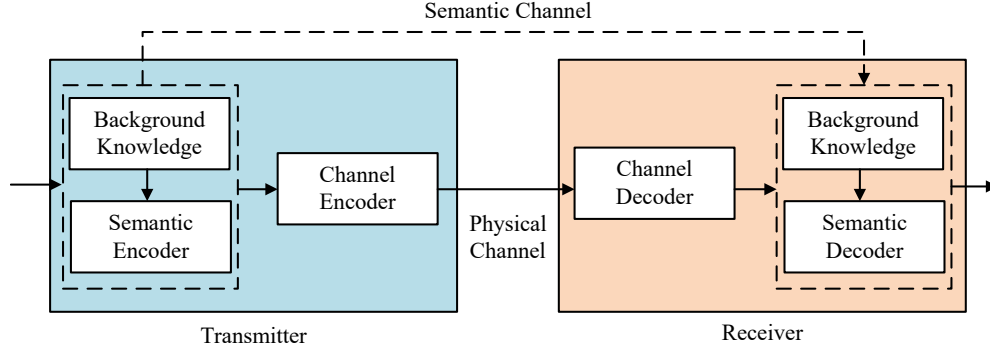 Semantic Channel
Background
Knowledge
Semantic
Encoder
Channel
Encoder
Physical
Channel
Channel
Decoder
Background
Knowledge
Semantic
Decoder
Transmitter
Receiver